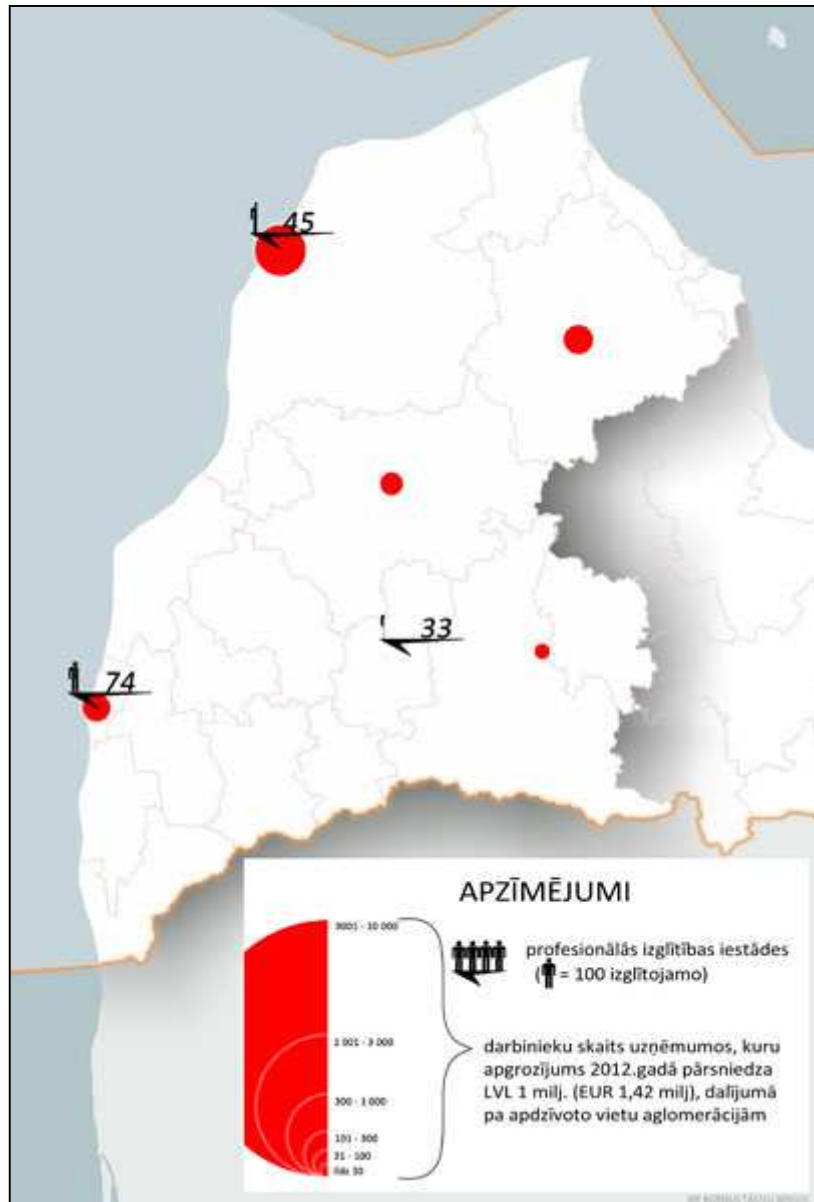 45
33
74
APZĪMĒJUMI
3001 - 10 000
1 001 - 3 000
300 - 1 000
101 - 300
31 - 100
līdz 30
profesionālās izglītības iestādes
( = 100 izglītojamo)
darbinieku skaits uzņēmumos, kuru
apgrozījums 2012.gadā pārsniedza
LVL 1 milj. (EUR 1,42 milj), dalījumā
pa apdzīvoto vietu aglomerācijām